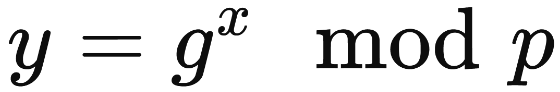 y = g^x mod p